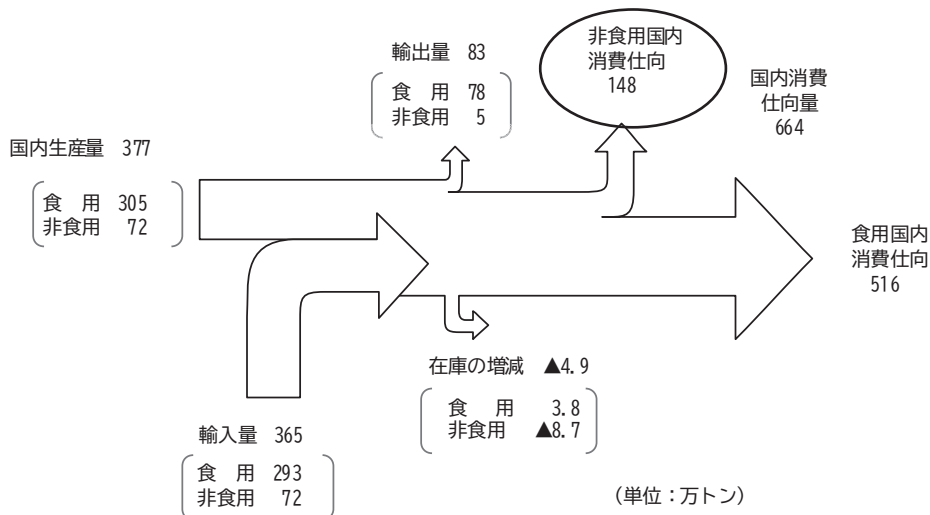 国内生産量 377
食 用 305
非食用 72
輸出量 83
食 用 78
非食用 5
非食用国内
消費仕向
148
国内消費
仕向量
664
食用国内
消費仕向
516
在庫の増減 ▲4.9
食 用 3.8
非食用 ▲8.7
輸入量 365
食 用 293
非食用 72
（単位：万トン）